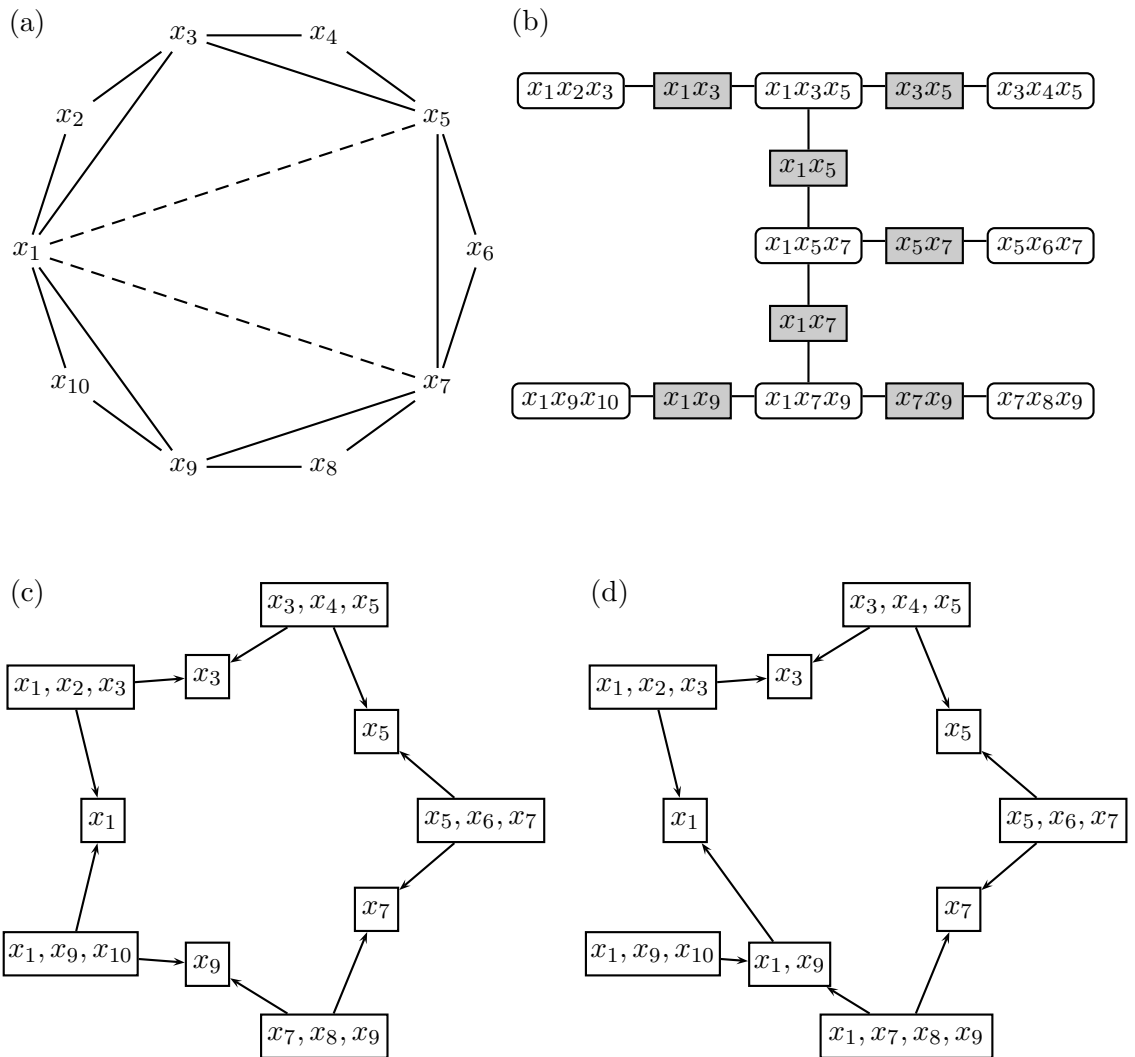 (a)
x₃ x₄
x₂ x₅
x₁ x₆
x₁₀ x₇
x₉ x₈
(b)
x₁x₂x₃ x₁x₃ x₁x₃x₅ x₃x₅ x₃x₄x₅
x₁x₅
x₁x₅x₇ x₅x₇ x₅x₆x₇
x₁x₇
x₁x₉x₁₀ x₁x₉ x₁x₇x₉ x₇x₉ x₇x₈x₉
(c)
x₃, x₄, x₅
x₁, x₂, x₃ x₃
x₅
x₁ x₅, x₆, x₇
x₇
x₁, x₉, x₁₀ x₉
x₇, x₈, x₉
(d)
x₃, x₄, x₅
x₁, x₂, x₃ x₃
x₅
x₁ x₅, x₆, x₇
x₇
x₁, x₉, x₁₀ x₁, x₉
x₁, x₇, x₈, x₉